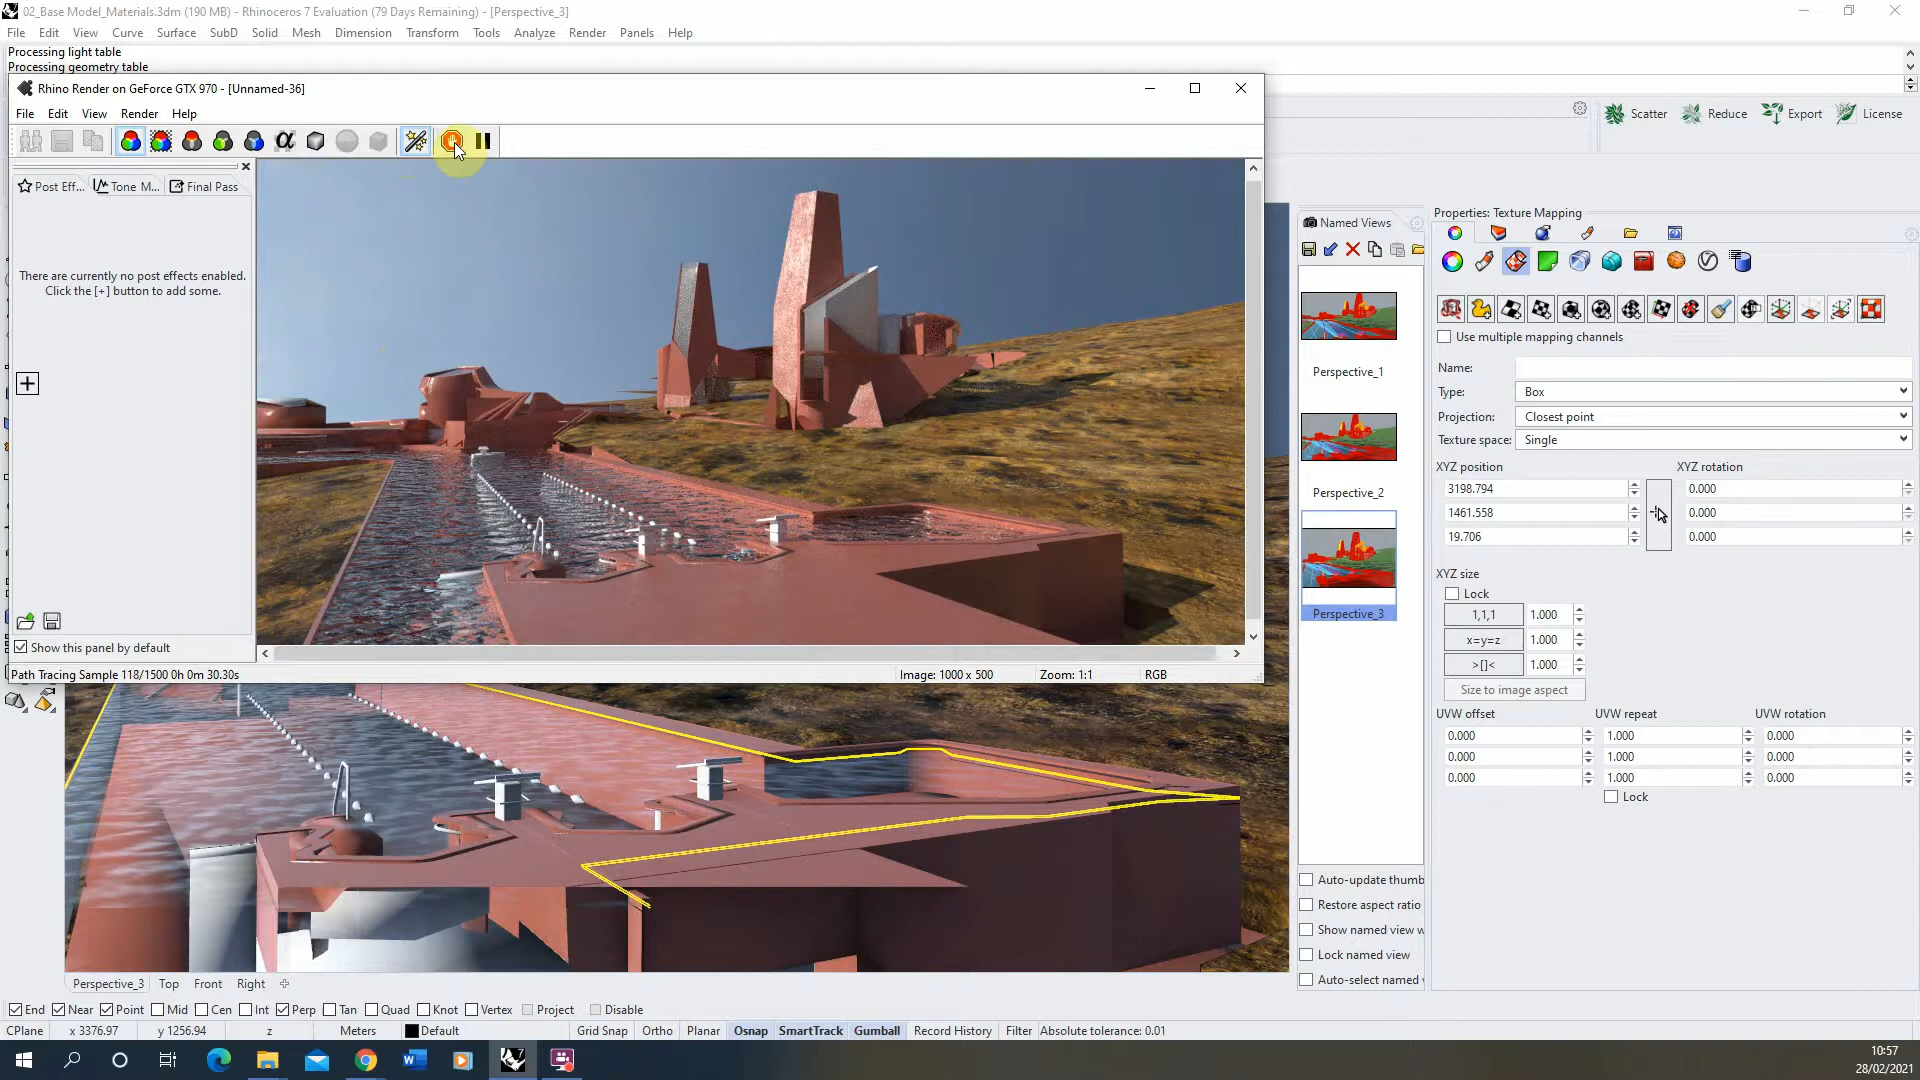 02_Base Model_Materials.3dm (190 MB) - Rhinoceros 7 Evaluation (79 Days Remaining) - [Perspective_3]
File Edit View Curve Surface SubD Solid Mesh Dimension Transform Tools Analyze Render Panels Help
Processing light table
Processing geometry table
Rhino Render on GeForce GTX 970 - [Unnamed-36]
File Edit View Render Help
Scatter Reduce Export License
Post Eff... Tone M... Final Pass
There are currently no post effects enabled.
Click the [+] button to add some.
Show this panel by default
Path Tracing Sample 118/1500 0h 0m 30.30s Image: 1000 x 500 Zoom: 1:1 RGB
Named Views
Perspective_1
Perspective_2
Perspective_3
Auto-update thumb
Restore aspect ratio
Show named view w
Lock named view
Auto-select named
Properties: Texture Mapping
Use multiple mapping channels
Name:
Type: Box
Projection: Closest point
Texture space: Single
XYZ position XYZ rotation
3198.794 0.000
1461.558 0.000
19.706 0.000
XYZ size
Lock
1,1,1 1.000
x=y=z 1.000
>[]< 1.000
Size to image aspect
UVW offset UVW repeat UVW rotation
0.000 1.000 0.000
0.000 1.000 0.000
0.000 1.000 0.000
Lock
Perspective_3 Top Front Right
End Near Point Mid Cen Int Perp Tan Quad Knot Vertex Project Disable
CPlane x 3376.97 y 1256.94 z Meters Default Grid Snap Ortho Planar Osnap SmartTrack Gumball Record History Filter Absolute tolerance: 0.01
10:57
28/02/2021